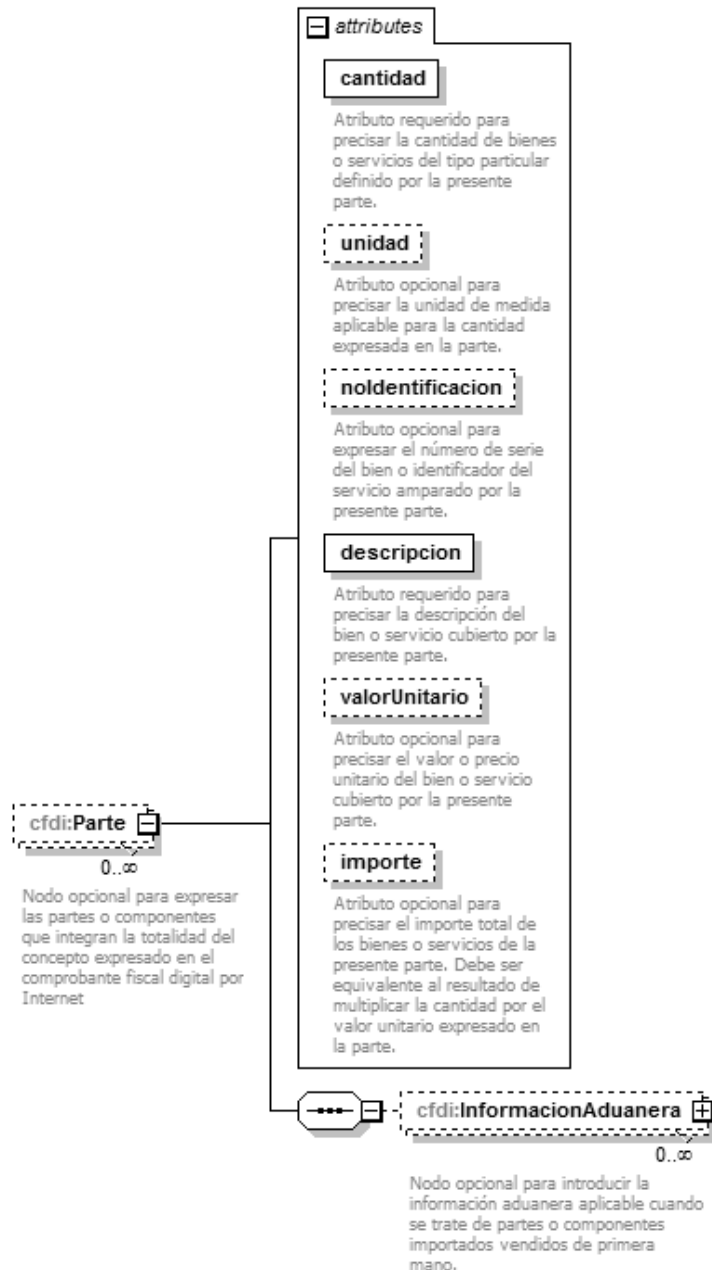 attributes
cantidad
Atributo requerido para
precisar la cantidad de bienes
o servicios del tipo particular
definido por la presente
parte.
unidad
Atributo opcional para
precisar la unidad de medida
aplicable para la cantidad
expresada en la parte.
noIdentificacion
Atributo opcional para
expresar el número de serie
del bien o identificador del
servicio amparado por la
presente parte.
descripcion
Atributo requerido para
precisar la descripción del
bien o servicio cubierto por la
presente parte.
valorUnitario
Atributo opcional para
precisar el valor o precio
unitario del bien o servicio
cubierto por la presente
parte.
importe
Atributo opcional para
precisar el importe total de
los bienes o servicios de la
presente parte. Debe ser
equivalente al resultado de
multiplicar la cantidad por el
valor unitario expresado en
la parte.
cfdi:Parte
0..∞
Nodo opcional para expresar
las partes o componentes
que integran la totalidad del
concepto expresado en el
comprobante fiscal digital por
Internet
cfdi:InformacionAduanera
0..∞
Nodo opcional para introducir la
información aduanera aplicable cuando
se trate de partes o componentes
importados vendidos de primera
mano.